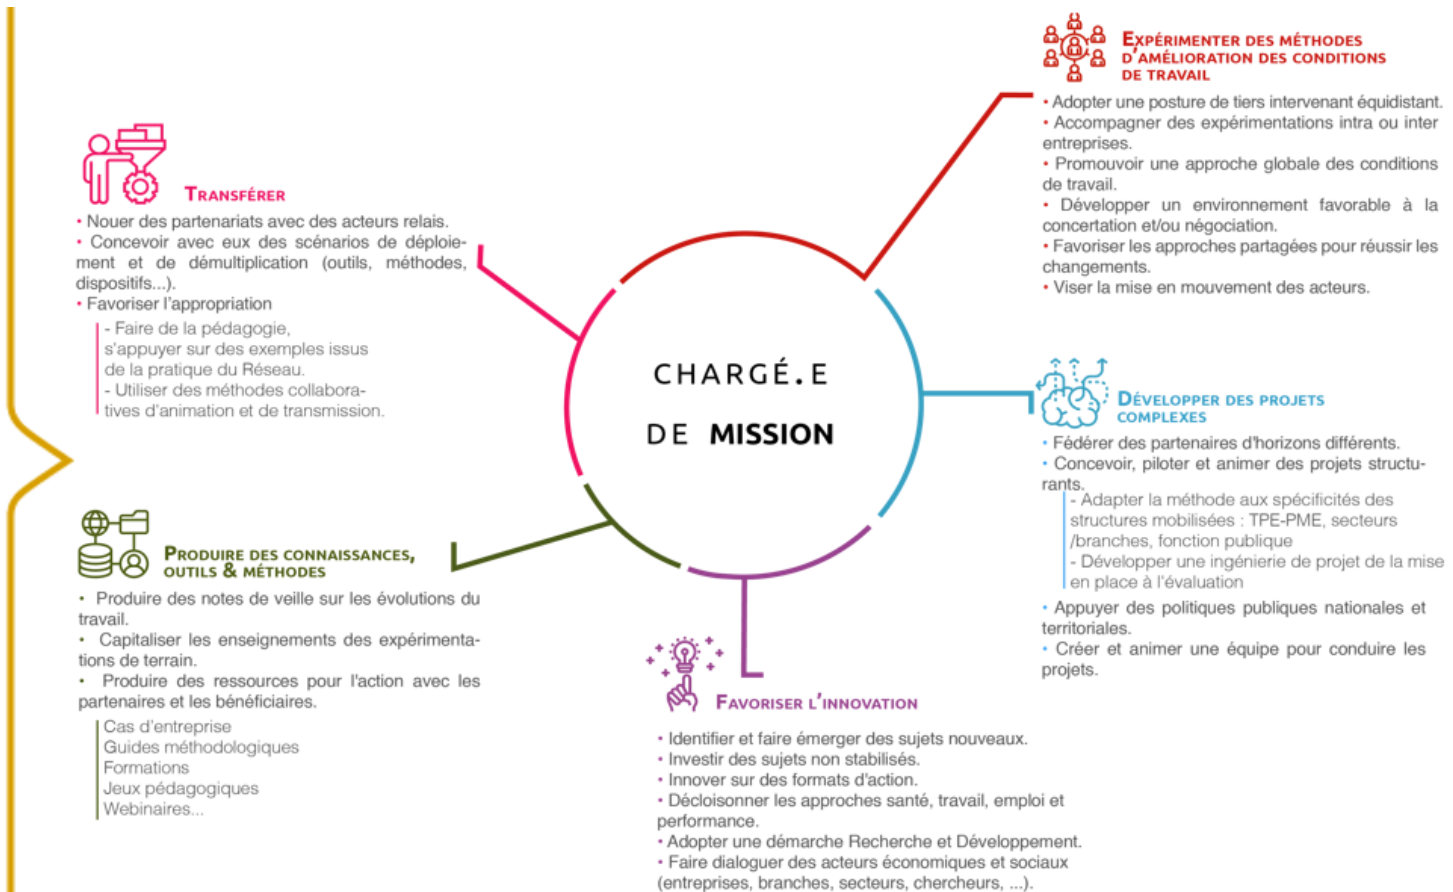 EXPÉRIMENTER DES MÉTHODES
D'AMÉLIORATION DES CONDITIONS
DE TRAVAIL
• Adopter une posture de tiers intervenant équidistant.
• Accompagner des expérimentations intra ou inter
entreprises.
• Promouvoir une approche globale des conditions
de travail.
• Développer un environnement favorable à la
concertation et/ou négociation.
• Favoriser les approches partagées pour réussir les
changements.
• Viser la mise en mouvement des acteurs.
TRANSFÉRER
• Nouer des partenariats avec des acteurs relais.
• Concevoir avec eux des scénarios de déploie-
ment et de démultiplication (outils, méthodes,
dispositifs...).
• Favoriser l'appropriation
- Faire de la pédagogie,
s'appuyer sur des exemples issus
de la pratique du Réseau.
- Utiliser des méthodes collabora-
tives d'animation et de transmission.
CHARGÉ.E
DE MISSION
DÉVELOPPER DES PROJETS
COMPLEXES
• Fédérer des partenaires d'horizons différents.
• Concevoir, piloter et animer des projets structu-
rants.
- Adapter la méthode aux spécificités des
structures mobilisées : TPE-PME, secteurs
/branches, fonction publique
- Développer une ingénierie de projet de la mise
en place à l'évaluation
• Appuyer des politiques publiques nationales et
territoriales.
• Créer et animer une équipe pour conduire les
projets.
PRODUIRE DES CONNAISSANCES,
OUTILS & MÉTHODES
• Produire des notes de veille sur les évolutions du
travail.
• Capitaliser les enseignements des expérimenta-
tions de terrain.
• Produire des ressources pour l'action avec les
partenaires et les bénéficiaires.
Cas d'entreprise
Guides méthodologiques
Formations
Jeux pédagogiques
Webinaires...
FAVORISER L'INNOVATION
• Identifier et faire émerger des sujets nouveaux.
• Investir des sujets non stabilisés.
• Innover sur des formats d'action.
• Décloisonner les approches santé, travail, emploi et
performance.
• Adopter une démarche Recherche et Développement.
• Faire dialoguer des acteurs économiques et sociaux
(entreprises, branches, secteurs, chercheurs, ...).